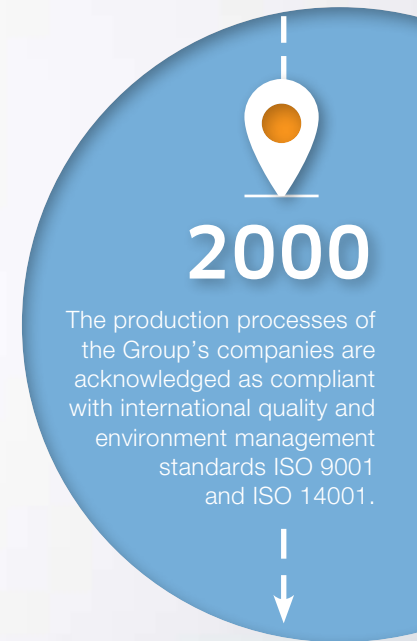 2000
The production processes of
the Group's companies are
acknowledged as compliant
with international quality and
environment management
standards ISO 9001
and ISO 14001.